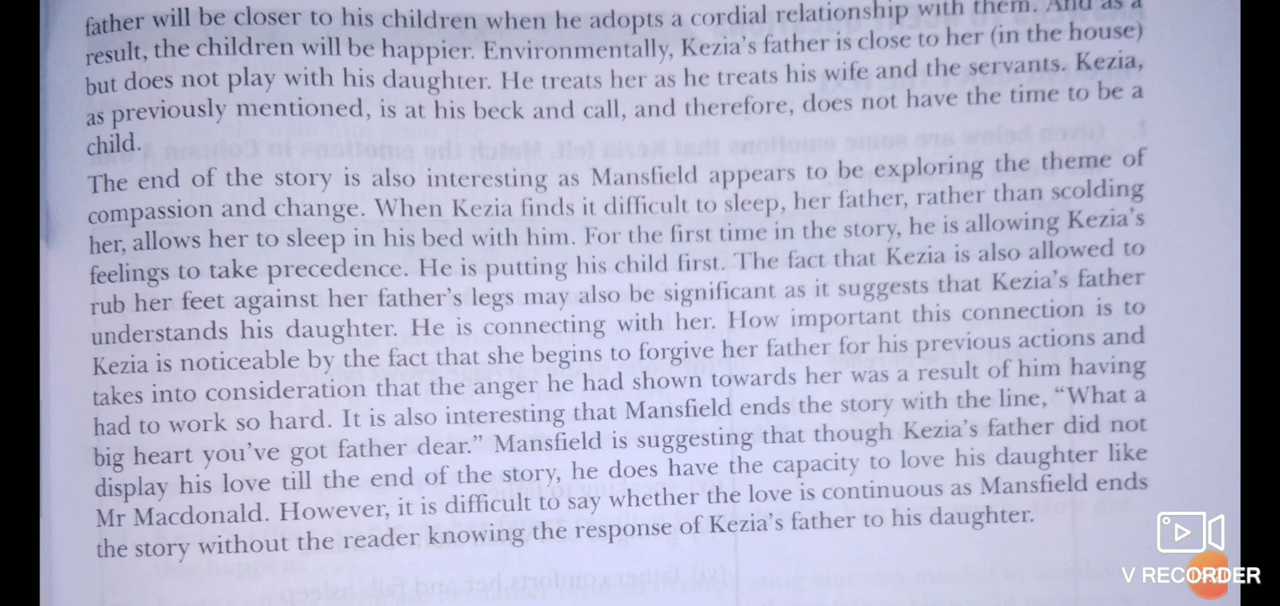 father will be closer to his children when he adopts a cordial relationship with them. And as a
result, the children will be happier. Environmentally, Kezia's father is close to her (in the house)
but does not play with his daughter. He treats her as he treats his wife and the servants. Kezia,
as previously mentioned, is at his beck and call, and therefore, does not have the time to be a
child.
The end of the story is also interesting as Mansfield appears to be exploring the theme of
compassion and change. When Kezia finds it difficult to sleep, her father, rather than scolding
her, allows her to sleep in his bed with him. For the first time in the story, he is allowing Kezia's
feelings to take precedence. He is putting his child first. The fact that Kezia is also allowed to
rub her feet against her father's legs may also be significant as it suggests that Kezia's father
understands his daughter. He is connecting with her. How important this connection is to
Kezia is noticeable by the fact that she begins to forgive her father for his previous actions and
takes into consideration that the anger he had shown towards her was a result of him having
had to work so hard. It is also interesting that Mansfield ends the story with the line, "What a
big heart you've got father dear." Mansfield is suggesting that though Kezia's father did not
display his love till the end of the story, he does have the capacity to love his daughter like
Mr Macdonald. However, it is difficult to say whether the love is continuous as Mansfield ends
the story without the reader knowing the response of Kezia's father to his daughter.
V RECORDER